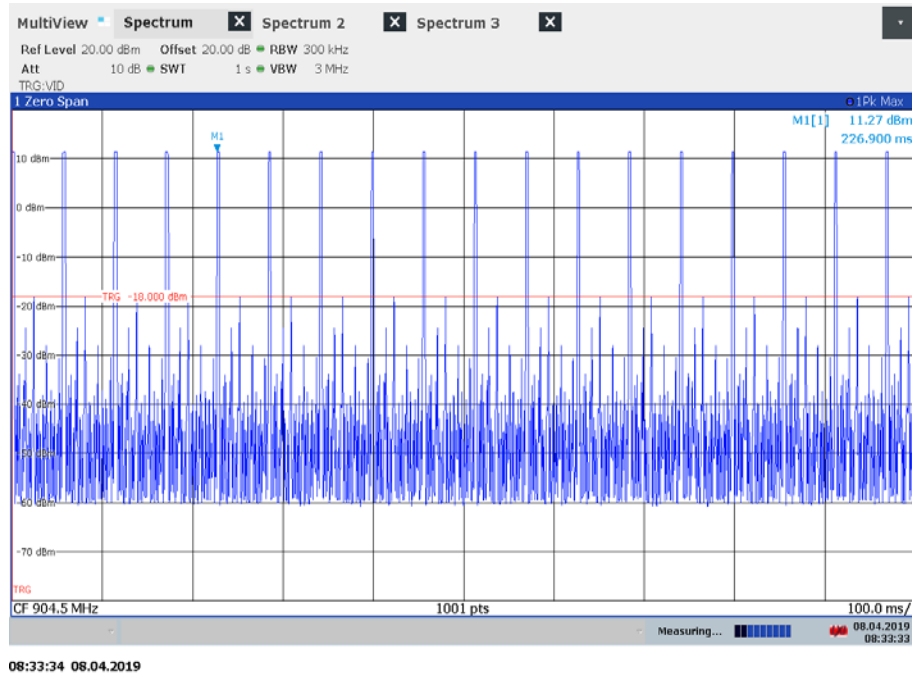 MultiView Spectrum X Spectrum 2 X Spectrum 3 X
Ref Level 20.00 dBm Offset 20.00 dB RBW 300 kHz
Att 10 dB SWT 1 s VBW 3 MHz
TRG:VID
1 Zero Span 1Pk Max
M1[1] 11.27 dBm
226.900 ms
M1
10 dBm
0 dBm
-10 dBm
TRG -18.000 dBm
-20 dBm
-30 dBm
-40 dBm
-50 dBm
-60 dBm
-70 dBm
TRG
CF 904.5 MHz 1001 pts 100.0 ms/
Measuring... 08.04.2019
08:33:33
08:33:34 08.04.2019